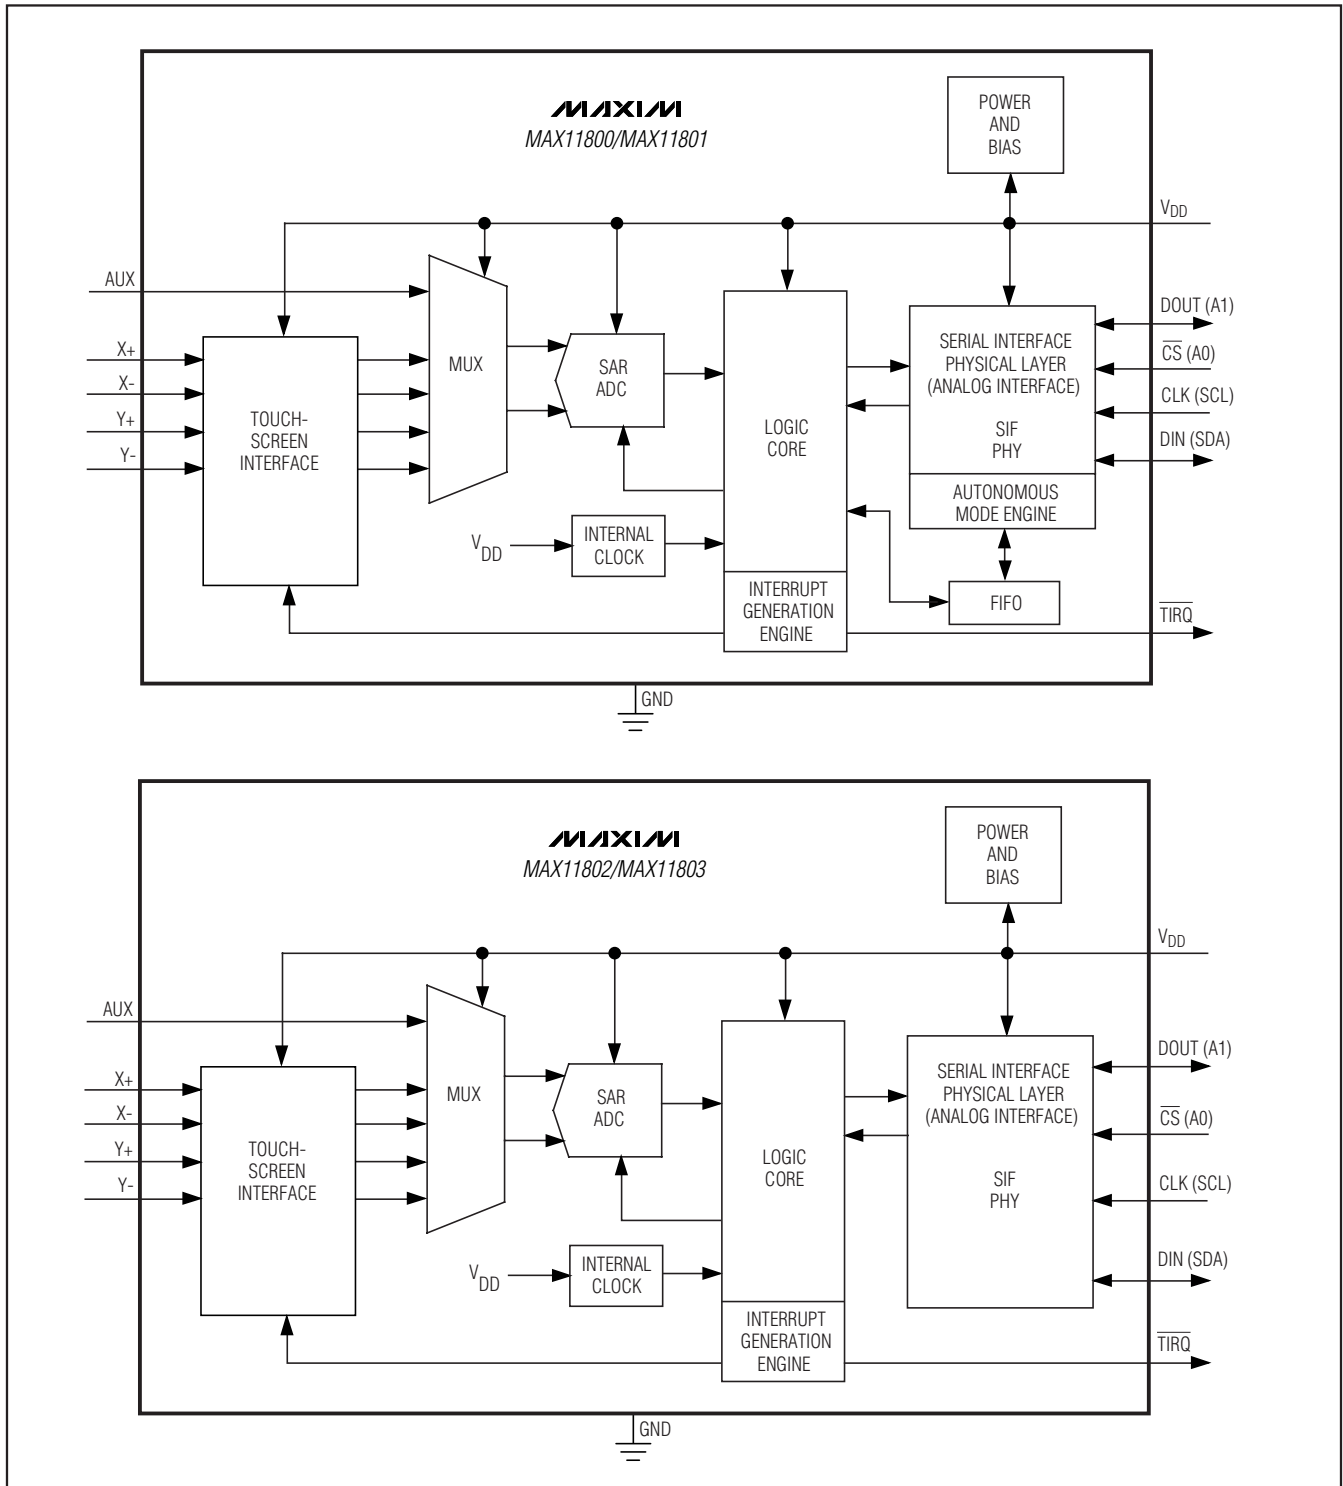 MAXIM
MAX11800/MAX11801
POWER
AND
BIAS
VDD
AUX
X+
X-
Y+
Y-
TOUCH-
SCREEN
INTERFACE
MUX
SAR
ADC
LOGIC
CORE
SERIAL INTERFACE
PHYSICAL LAYER
(ANALOG INTERFACE)
SIF
PHY
AUTONOMOUS
MODE ENGINE
DOUT (A1)
CS (A0)
CLK (SCL)
DIN (SDA)
VDD
INTERNAL
CLOCK
INTERRUPT
GENERATION
ENGINE
FIFO
TIRQ
GND
MAXIM
MAX11802/MAX11803
POWER
AND
BIAS
VDD
AUX
X+
X-
Y+
Y-
TOUCH-
SCREEN
INTERFACE
MUX
SAR
ADC
LOGIC
CORE
SERIAL INTERFACE
PHYSICAL LAYER
(ANALOG INTERFACE)
SIF
PHY
DOUT (A1)
CS (A0)
CLK (SCL)
DIN (SDA)
VDD
INTERNAL
CLOCK
INTERRUPT
GENERATION
ENGINE
TIRQ
GND